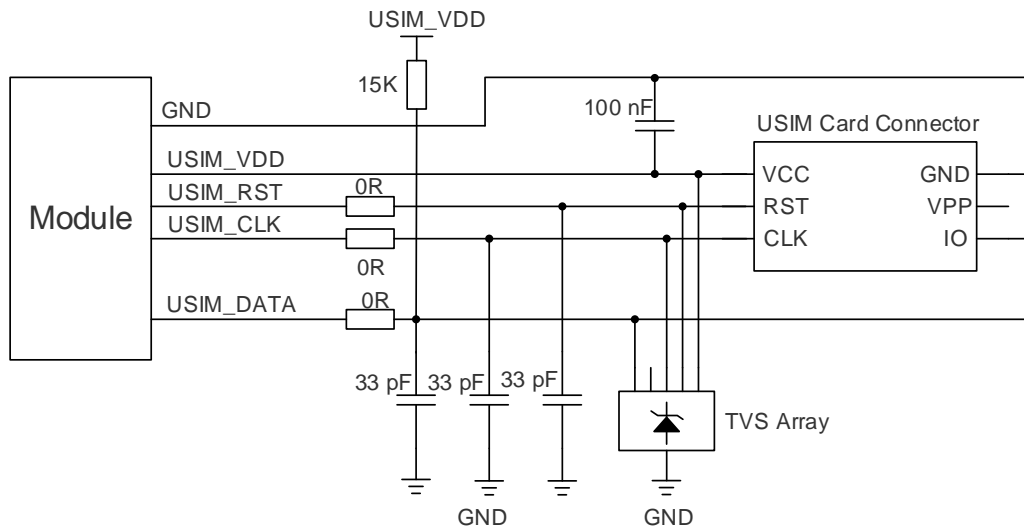 USIM_VDD
15K
GND
100 nF
USIM Card Connector
USIM_VDD
VCC
GND
USIM_RST
0R
RST
VPP
Module
USIM_CLK
CLK
IO
0R
USIM_DATA
0R
33 pF
33 pF
33 pF
TVS Array
GND
GND